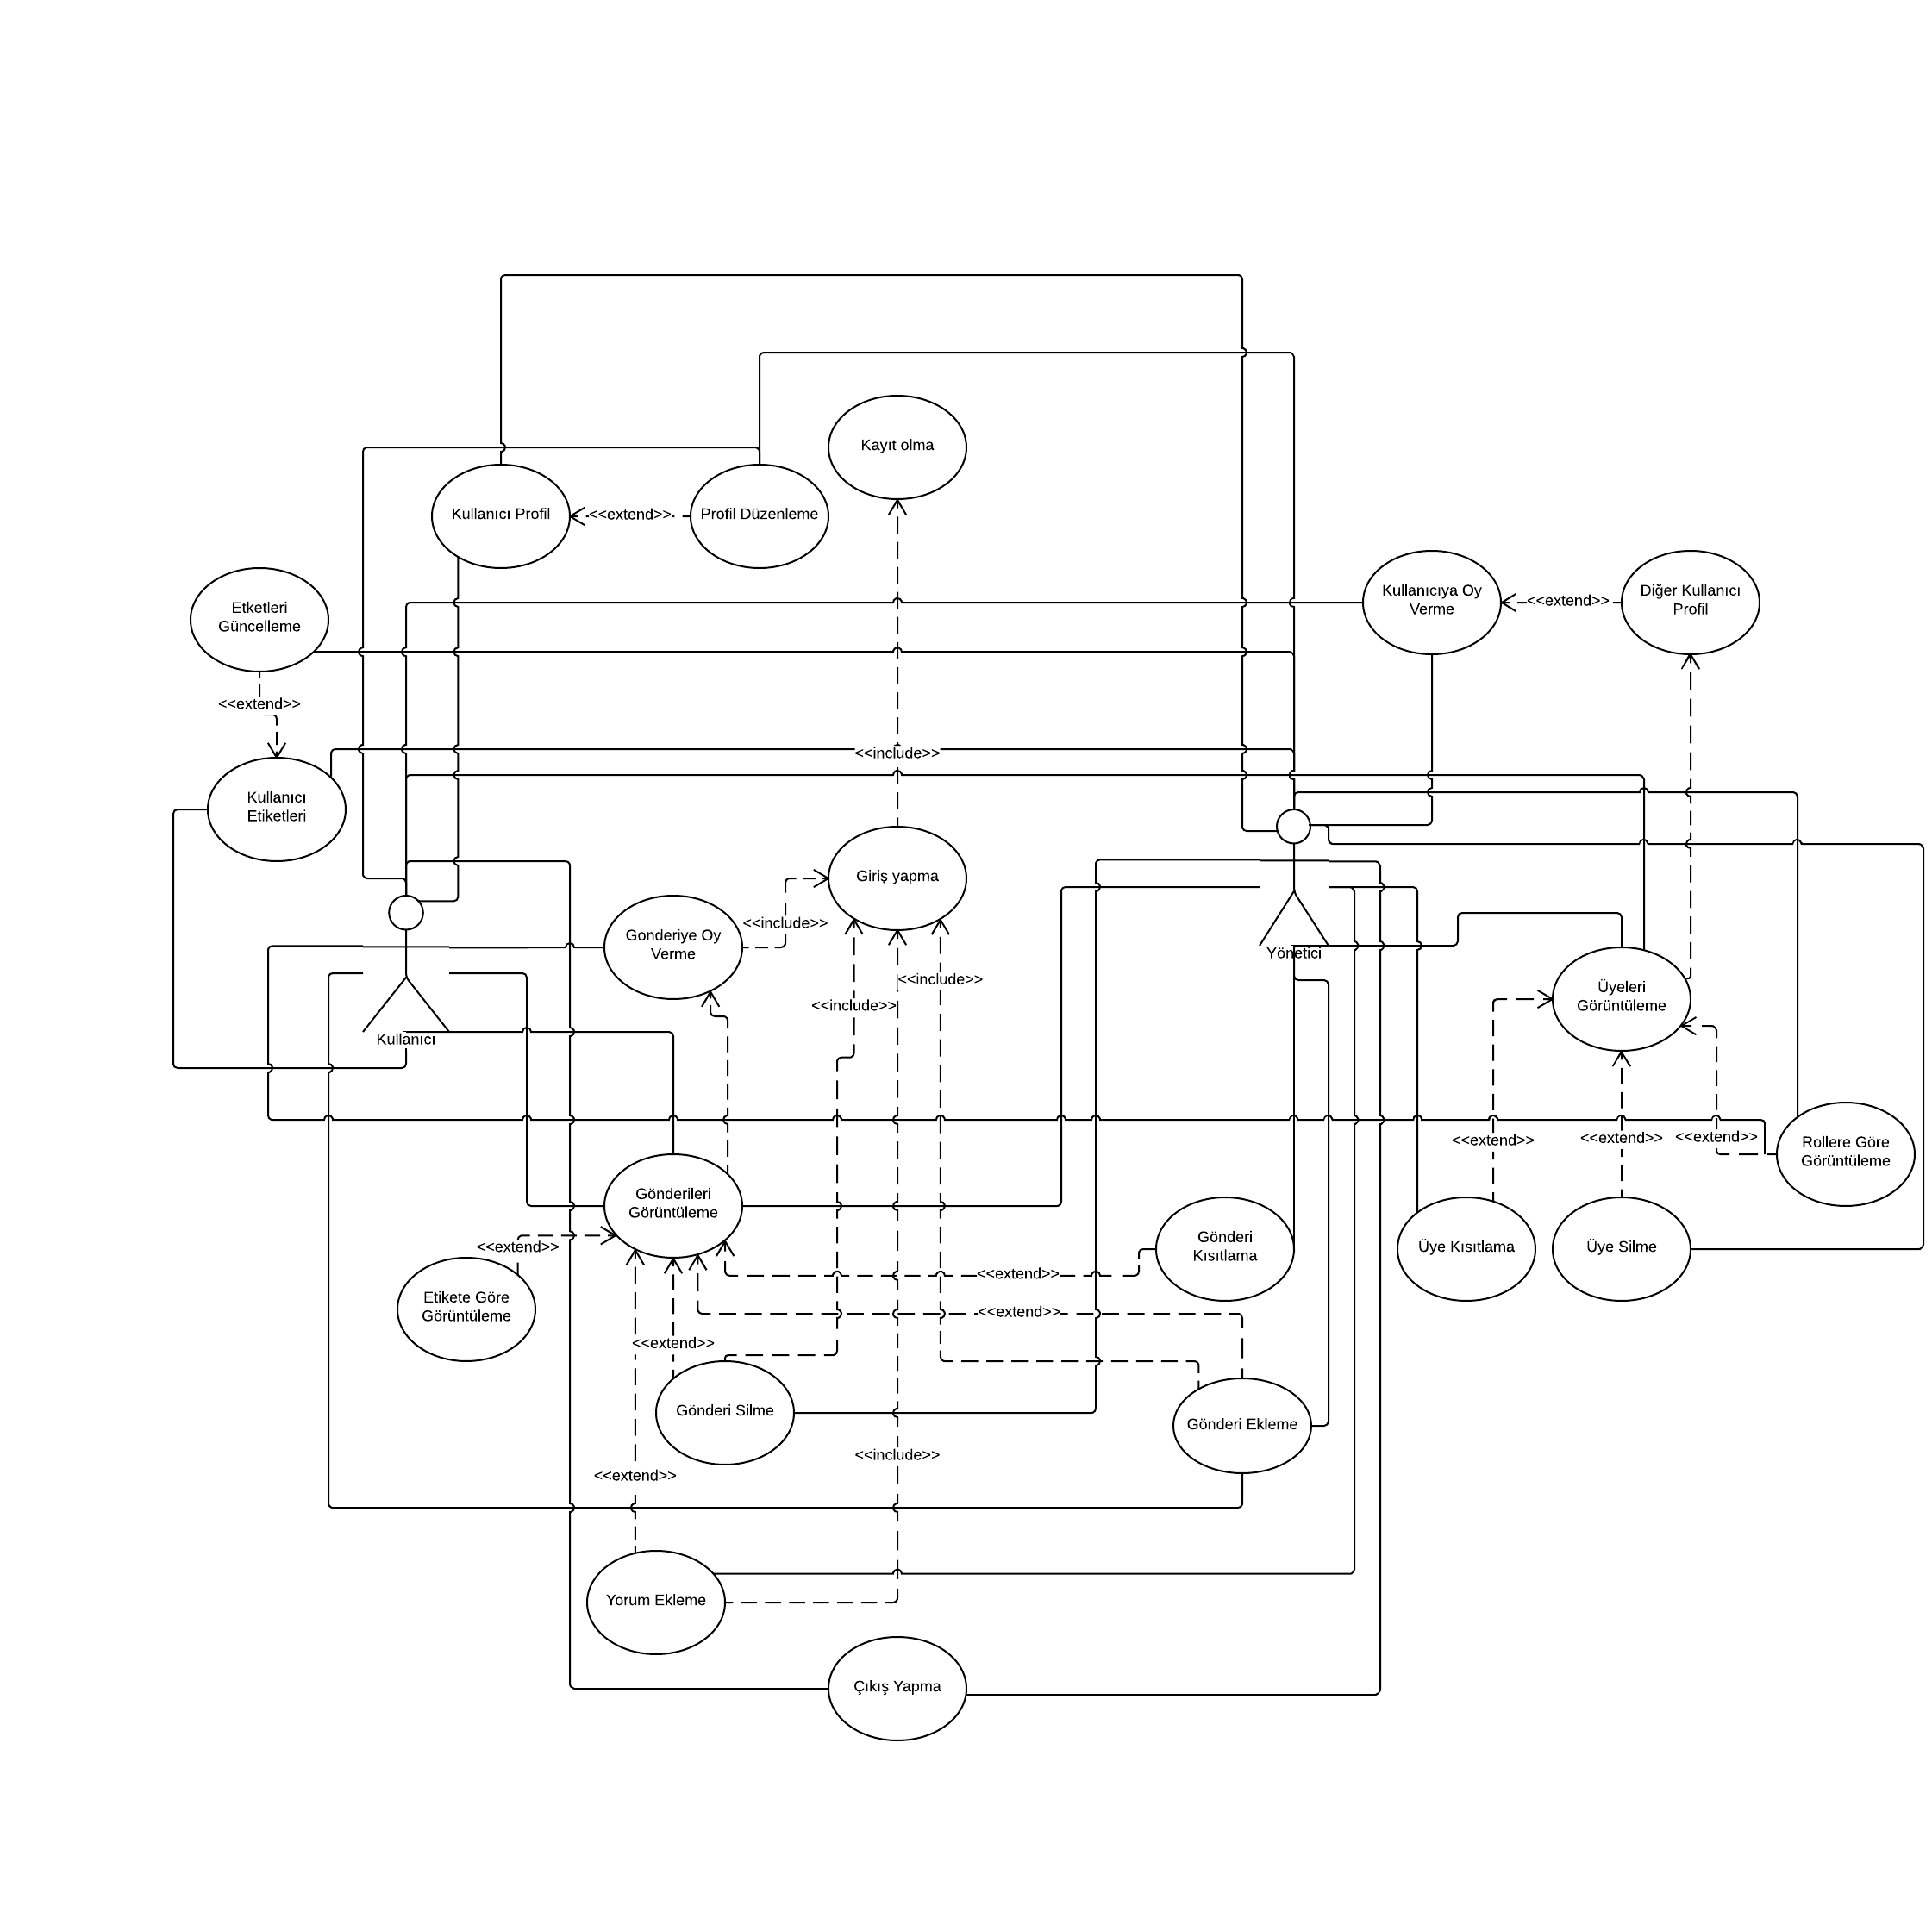 Kayıt olma
Kullanıcı Profil
<<extend>>
Profil Düzenleme
Etketleri
Güncelleme
Kullanıcıya Oy
Verme
<<extend>>
Diğer Kullanıcı
Profil
<<extend>>
<<include>>
Kullanıcı
Etiketleri
Giriş yapma
<<include>>
Gonderiye Oy
Verme
Yönetici
<<include>>
<<include>>
Üyeleri
Görüntüleme
Kullanıcı
<<extend>>
<<extend>>
<<extend>>
Rollere Göre
Görüntüleme
Gönderileri
Görüntüleme
<<extend>>
Gönderi
Kısıtlama
Üye Kısıtlama
Üye Silme
<<extend>>
Etikete Göre
Görüntüleme
<<extend>>
<<extend>>
Gönderi Silme
Gönderi Ekleme
<<include>>
<<extend>>
Yorum Ekleme
Çıkış Yapma